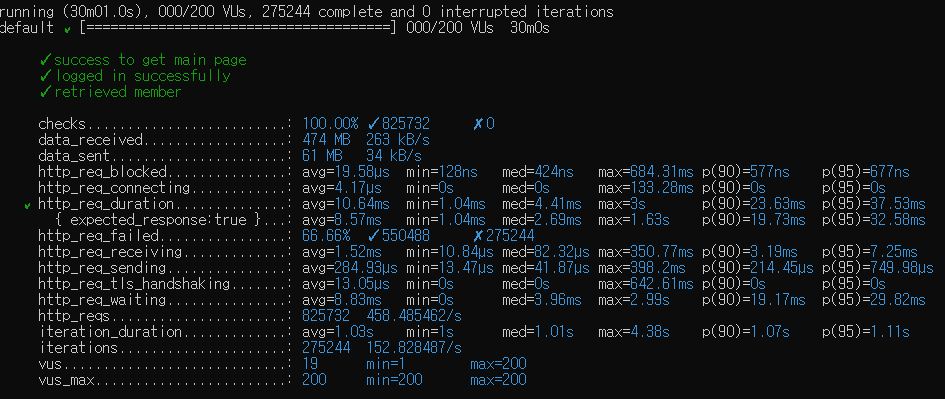 running (30m01.0s), 000/200 VUs, 275244 complete and 0 interrupted iterations
default ✓ [======================================] 000/200 VUs  30m0s
✓ success to get main page
✓ logged in successfully
✓ retrieved member
checks.........................: 100.00% ✓825732 ✗0
data_received..................: 474 MB 263 kB/s
data_sent......................: 61 MB 34 kB/s
http_req_blocked...............: avg=19.58µs min=128ns med=424ns max=684.31ms p(90)=577ns p(95)=677ns
http_req_connecting............: avg=4.17µs min=0s med=0s max=133.28ms p(90)=0s p(95)=0s
✓ http_req_duration..............: avg=10.64ms min=1.04ms med=4.41ms max=3s p(90)=23.63ms p(95)=37.53ms
{ expected_response:true }...: avg=8.57ms min=1.04ms med=2.69ms max=1.63s p(90)=19.73ms p(95)=32.58ms
http_req_failed................: 66.66% ✓550488 ✗275244
http_req_receiving.............: avg=1.52ms min=10.84µs med=82.32µs max=350.77ms p(90)=3.19ms p(95)=7.25ms
http_req_sending...............: avg=284.93µs min=13.47µs med=41.87µs max=398.2ms p(90)=214.45µs p(95)=749.98µs
http_req_tls_handshaking.......: avg=13.05µs min=0s med=0s max=642.61ms p(90)=0s p(95)=0s
http_req_waiting...............: avg=8.83ms min=0s med=3.96ms max=2.99s p(90)=19.17ms p(95)=29.82ms
http_reqs......................: 825732 458.485462/s
iteration_duration.............: avg=1.03s min=1s med=1.01s max=4.38s p(90)=1.07s p(95)=1.11s
iterations.....................: 275244 152.828487/s
vus............................: 19 min=1 max=200
vus_max........................: 200 min=200 max=200